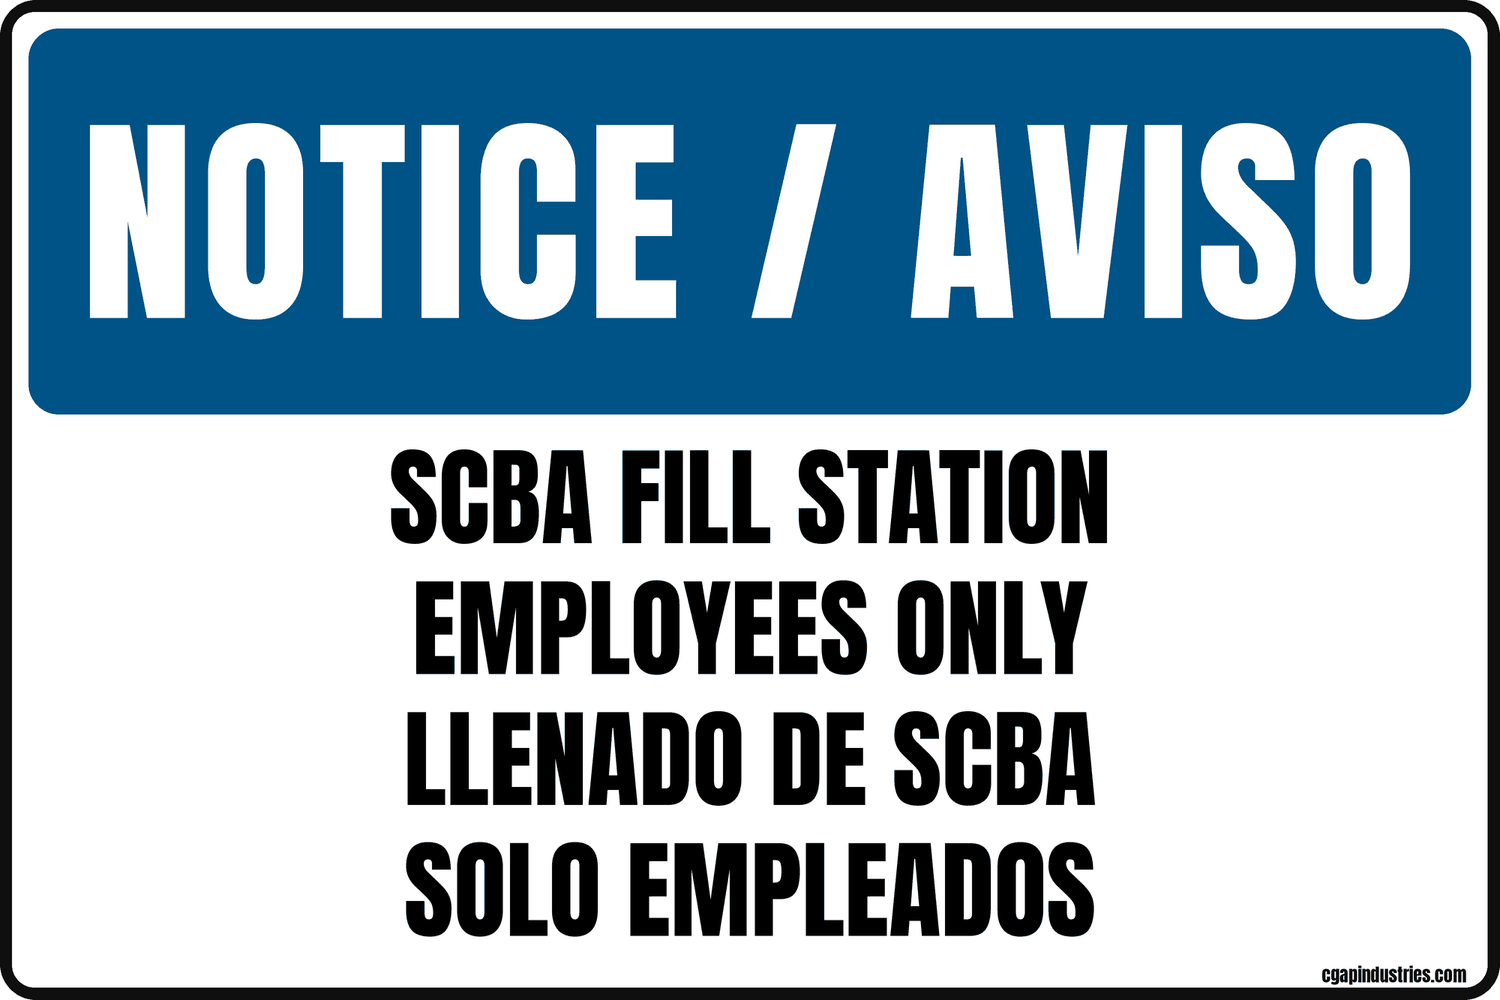 NOTICE / AVISO
SCBA FILL STATION
EMPLOYEES ONLY
LLENADO DE SCBA
SOLO EMPLEADOS
cgapindustries.com